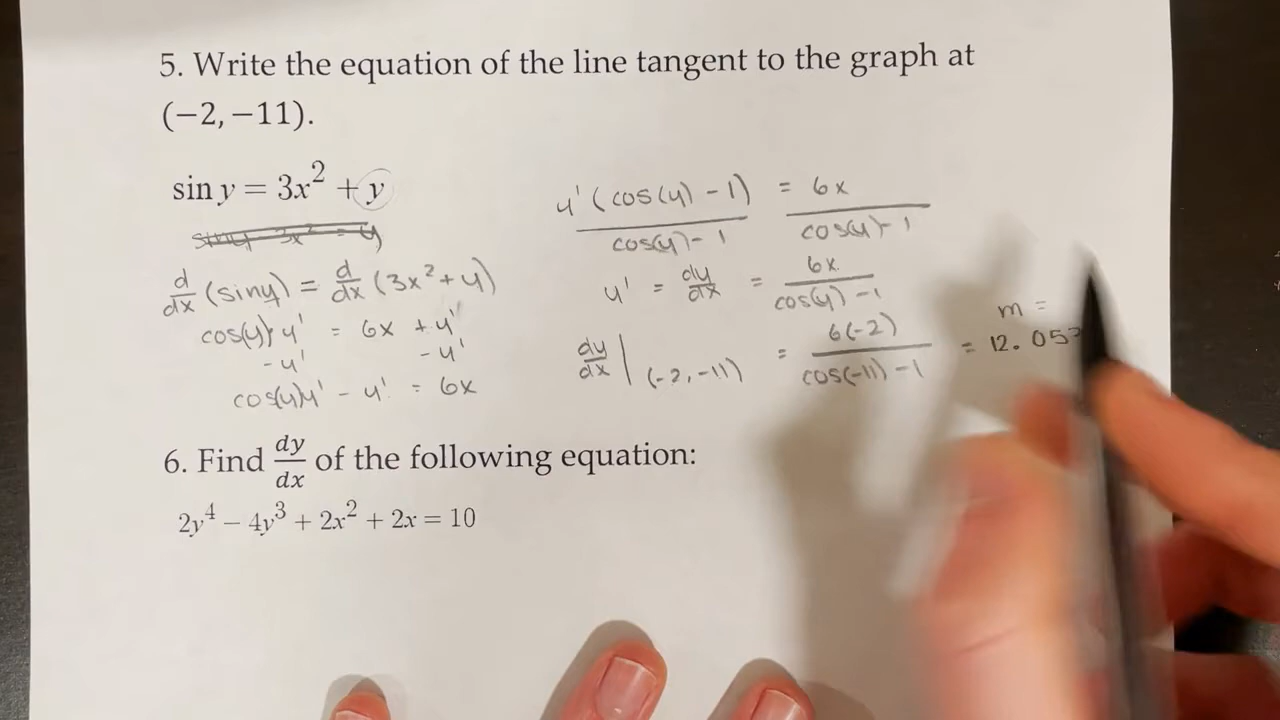 5. Write the equation of the line tangent to the graph at
(−2, −11).
sin y = 3x² + y
d/dx (sin y) = d/dx (3x² + y)
cos(y) y' = 6x + y'
- y' - y'
cos(y)y' - y' = 6x
y' (cos(y) - 1) = 6x
cos(y) - 1 cos(y) - 1
y' = dy/dx = 6x / cos(y) - 1
dy/dx | (-2, -11) = 6(-2) / cos(-11) - 1 = 12.05
m =
6. Find dy/dx of the following equation:
2y⁴ − 4y³ + 2x² + 2x = 10